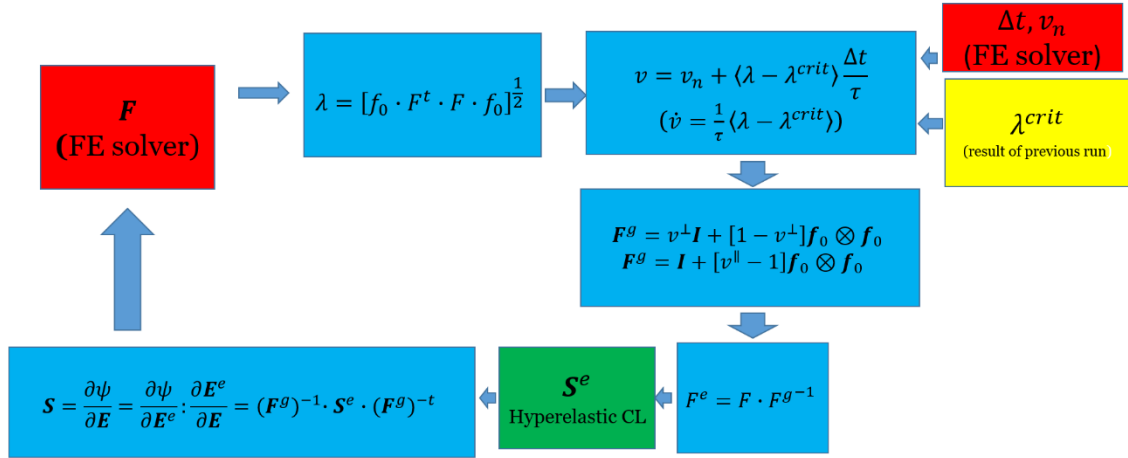 F
(FE solver)
λ = [f₀ · Fᵗ · F · f₀]^{1/2}
v = vₙ + ⟨λ − λ^{crit}⟩ Δt/τ
(v̇ = 1/τ ⟨λ − λ^{crit}⟩)
Δt, vₙ
(FE solver)
λ^{crit}
(result of previous run)
F^g = v^⊥ I + [1 − v^⊥] f₀ ⊗ f₀
F^g = I + [v^∥ − 1] f₀ ⊗ f₀
F^e = F · F^{g−1}
S^e
Hyperelastic CL
S = ∂ψ/∂E = ∂ψ/∂E^e : ∂E^e/∂E = (F^g)^{−1} · S^e · (F^g)^{−t}